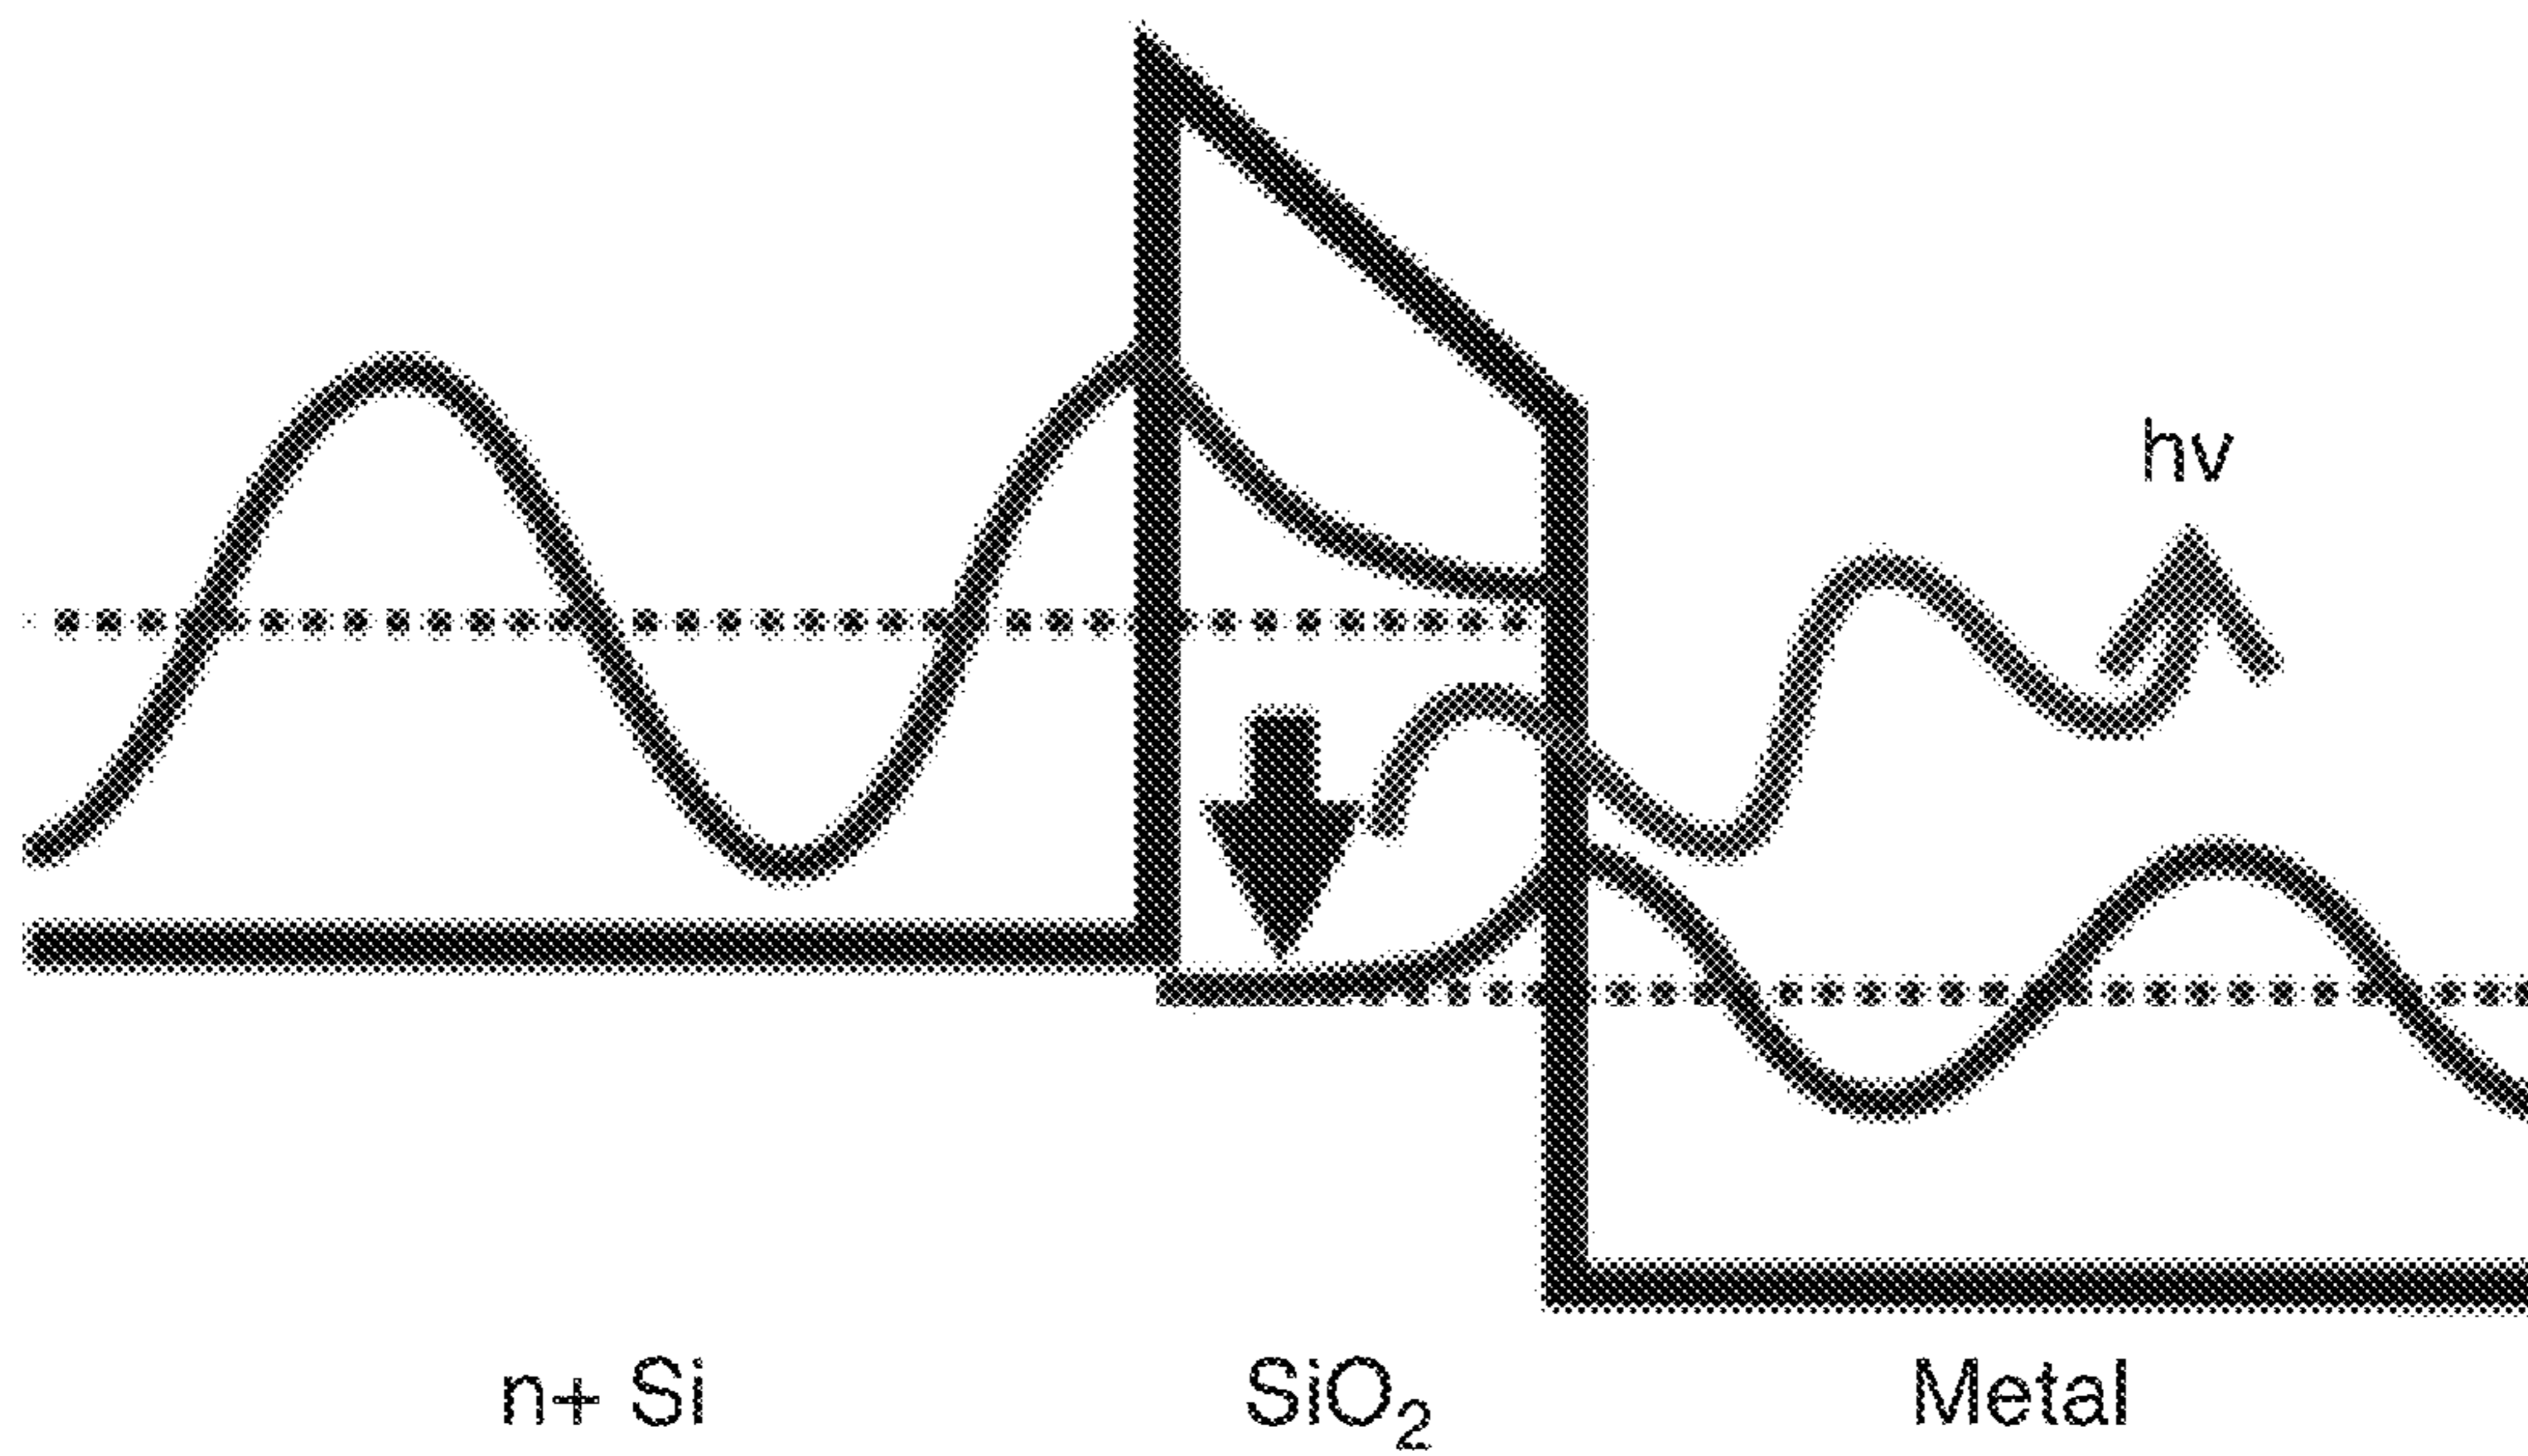 hv
n+ Si
SiO₂
Metal